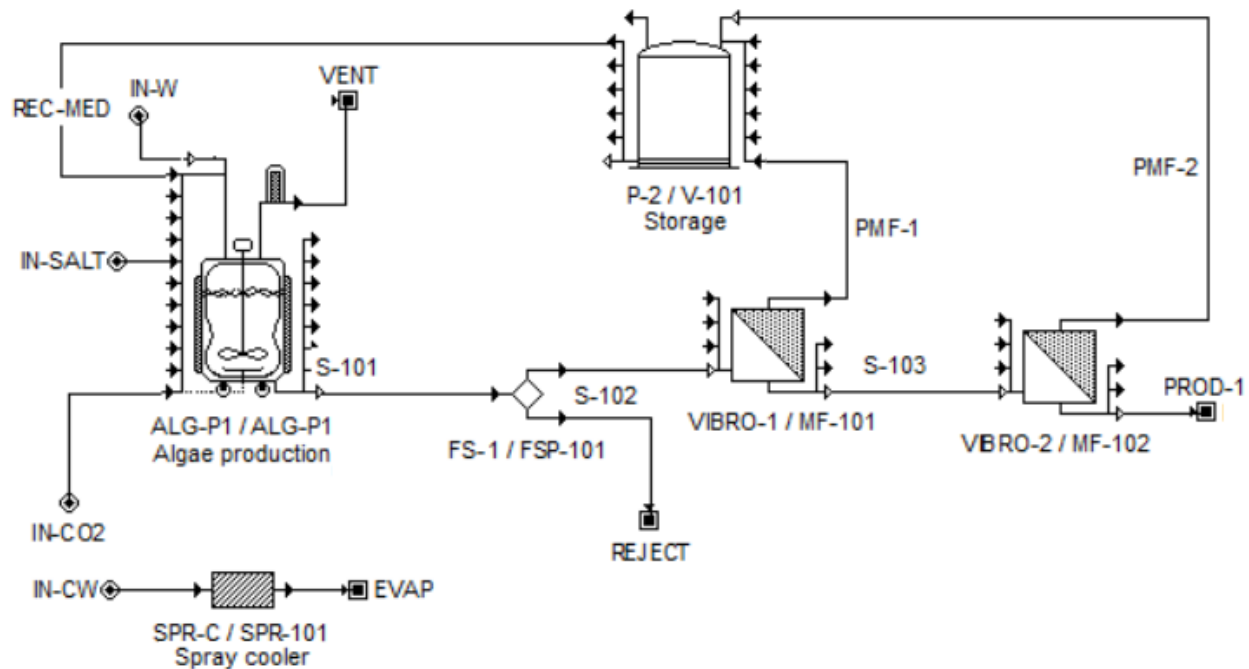 VENT
IN-W
REC-MED
PMF-2
P-2 / V-101
Storage
PMF-1
IN-SALT
S-101
S-102
S-103
PROD-1
ALG-P1 / ALG-P1
Algae production
FS-1 / FSP-101
VIBRO-1 / MF-101
VIBRO-2 / MF-102
IN-CO2
REJECT
IN-CW
EVAP
SPR-C / SPR-101
Spray cooler